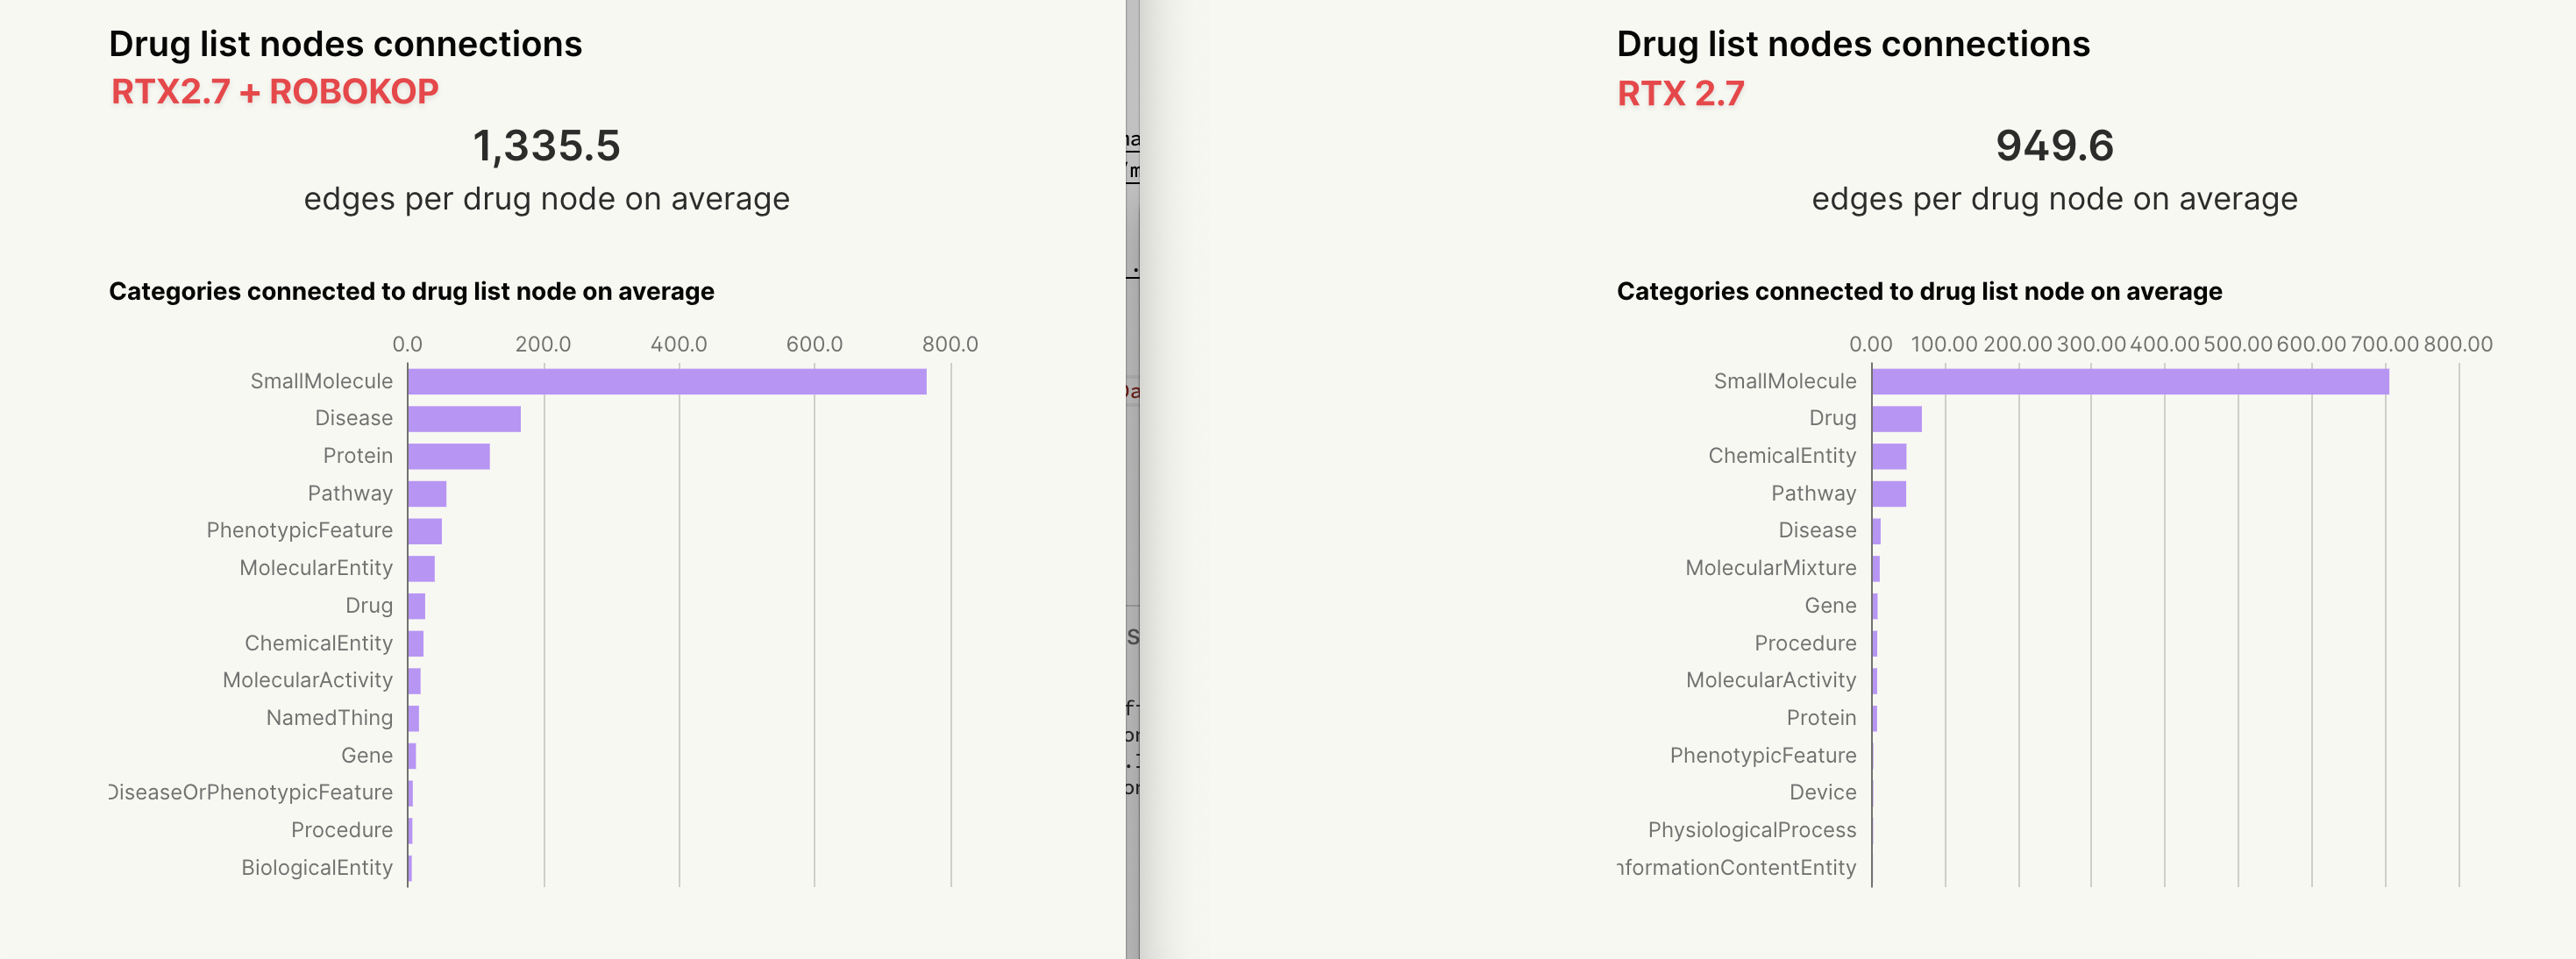 Drug list nodes connections
RTX2.7 + ROBOKOP
1,335.5
edges per drug node on average
Categories connected to drug list node on average
0.0 200.0 400.0 600.0 800.0
SmallMolecule
Disease
Protein
Pathway
PhenotypicFeature
MolecularEntity
Drug
ChemicalEntity
MolecularActivity
NamedThing
Gene
DiseaseOrPhenotypicFeature
Procedure
BiologicalEntity
Drug list nodes connections
RTX 2.7
949.6
edges per drug node on average
Categories connected to drug list node on average
0.00 100.00 200.00 300.00 400.00 500.00 600.00 700.00 800.00
SmallMolecule
Drug
ChemicalEntity
Pathway
Disease
MolecularMixture
Gene
Procedure
MolecularActivity
Protein
PhenotypicFeature
Device
PhysiologicalProcess
nformationContentEntity